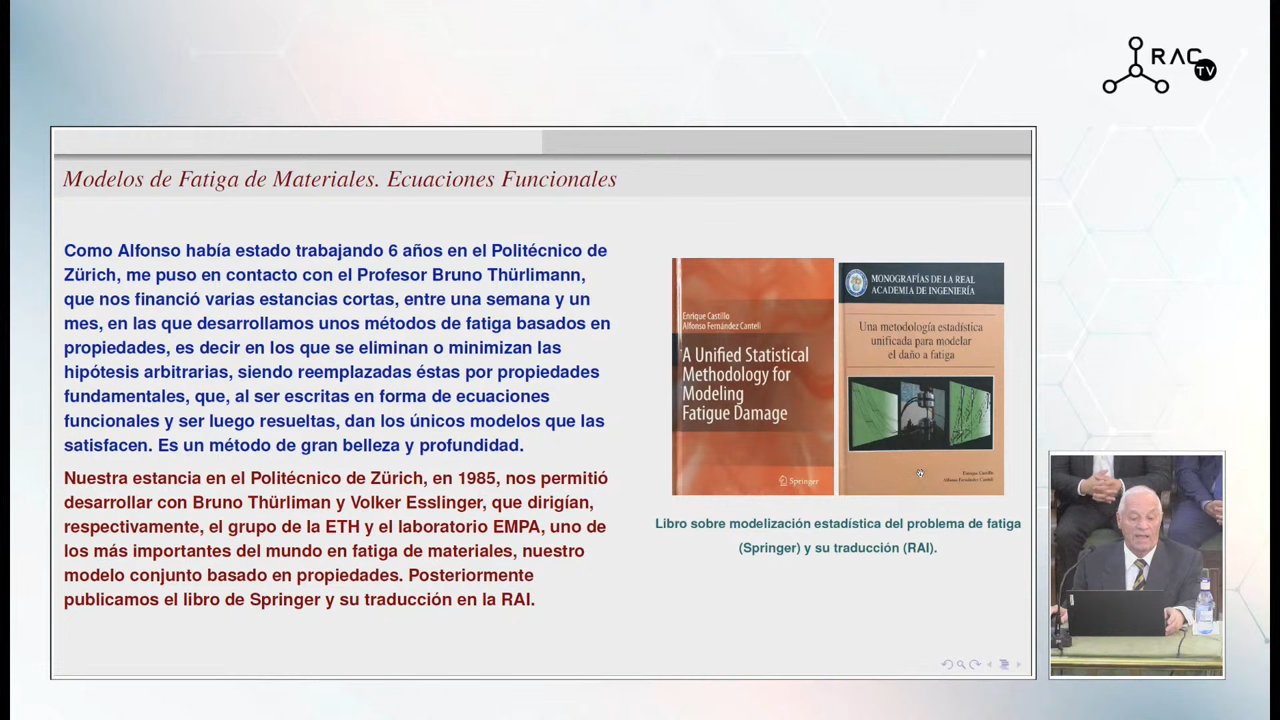 RAC
TV
Modelos de Fatiga de Materiales. Ecuaciones Funcionales
Como Alfonso había estado trabajando 6 años en el Politécnico de
Zürich, me puso en contacto con el Profesor Bruno Thürlimann,
que nos financió varias estancias cortas, entre una semana y un
mes, en las que desarrollamos unos métodos de fatiga basados en
propiedades, es decir en los que se eliminan o minimizan las
hipótesis arbitrarias, siendo reemplazadas éstas por propiedades
fundamentales, que, al ser escritas en forma de ecuaciones
funcionales y ser luego resueltas, dan los únicos modelos que las
satisfacen. Es un método de gran belleza y profundidad.
Nuestra estancia en el Politécnico de Zürich, en 1985, nos permitió
desarrollar con Bruno Thürliman y Volker Esslinger, que dirigían,
respectivamente, el grupo de la ETH y el laboratorio EMPA, uno de
los más importantes del mundo en fatiga de materiales, nuestro
modelo conjunto basado en propiedades. Posteriormente
publicamos el libro de Springer y su traducción en la RAI.
Enrique Castillo
Alfonso Fernández Canteli
A Unified Statistical
Methodology for
Modeling
Fatigue Damage
Springer
MONOGRAFÍAS DE LA REAL
ACADEMIA DE INGENIERÍA
Una metodología estadística
unificada para modelar
el daño a fatiga
Enrique Castillo
Alfonso Fernández Canteli
Libro sobre modelización estadística del problema de fatiga
(Springer) y su traducción (RAI).